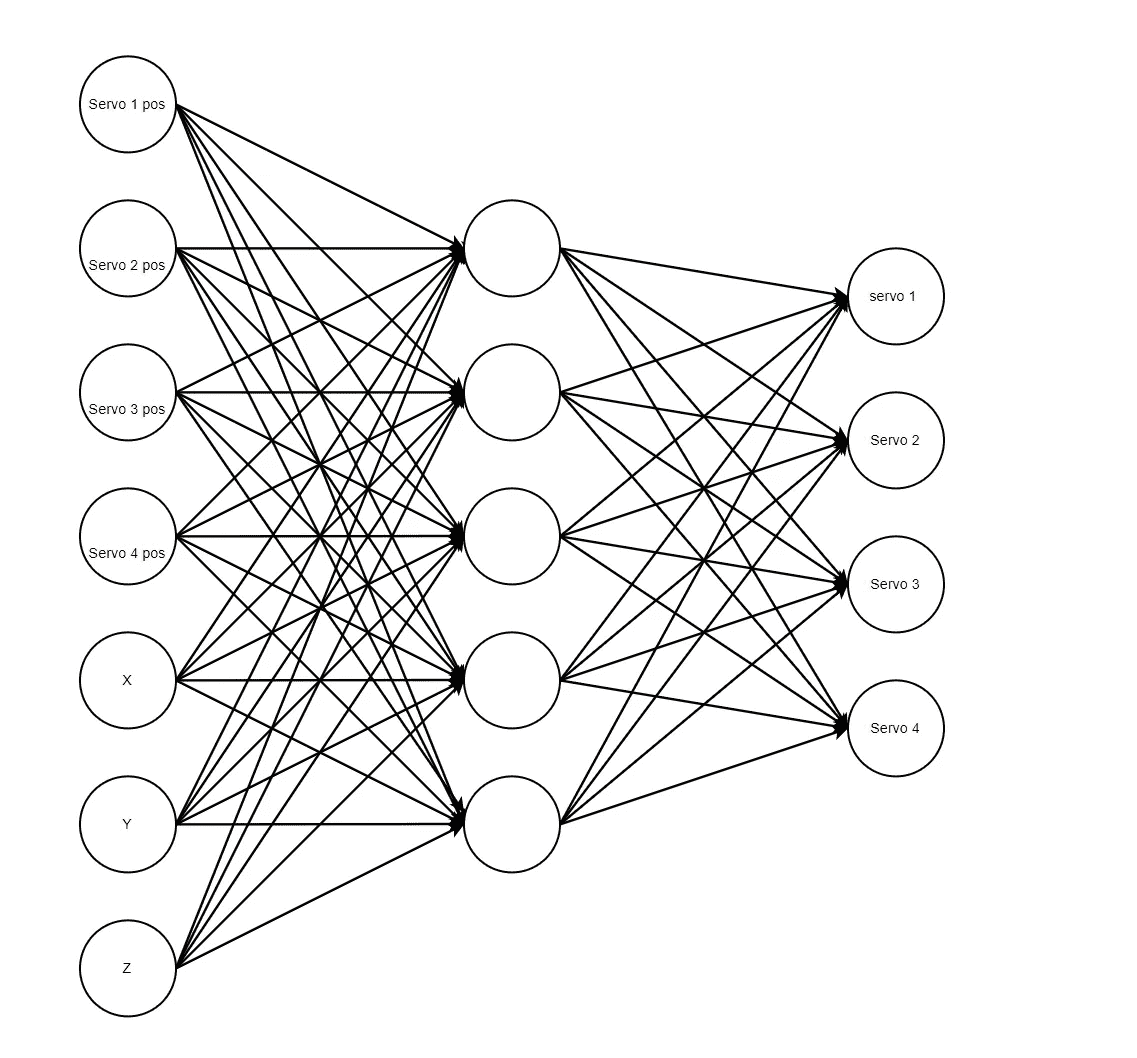 Servo 1 pos
Servo 2 pos
Servo 3 pos
Servo 4 pos
X
Y
Z
servo 1
Servo 2
Servo 3
Servo 4